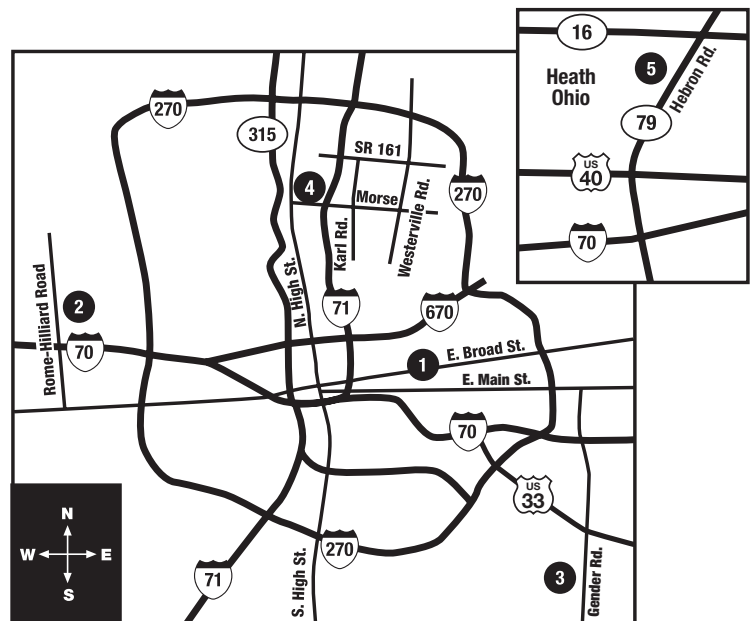 16
5
Heath
Ohio
Hebron Rd.
79
US
40
70
270
315
SR 161
4
Morse
270
Karl Rd.
Westerville Rd.
N. High St.
Rome-Hilliard Road
2
70
71
670
1
E. Broad St.
E. Main St.
70
US
33
N
W E
S
270
71
S. High St.
3
Gender Rd.